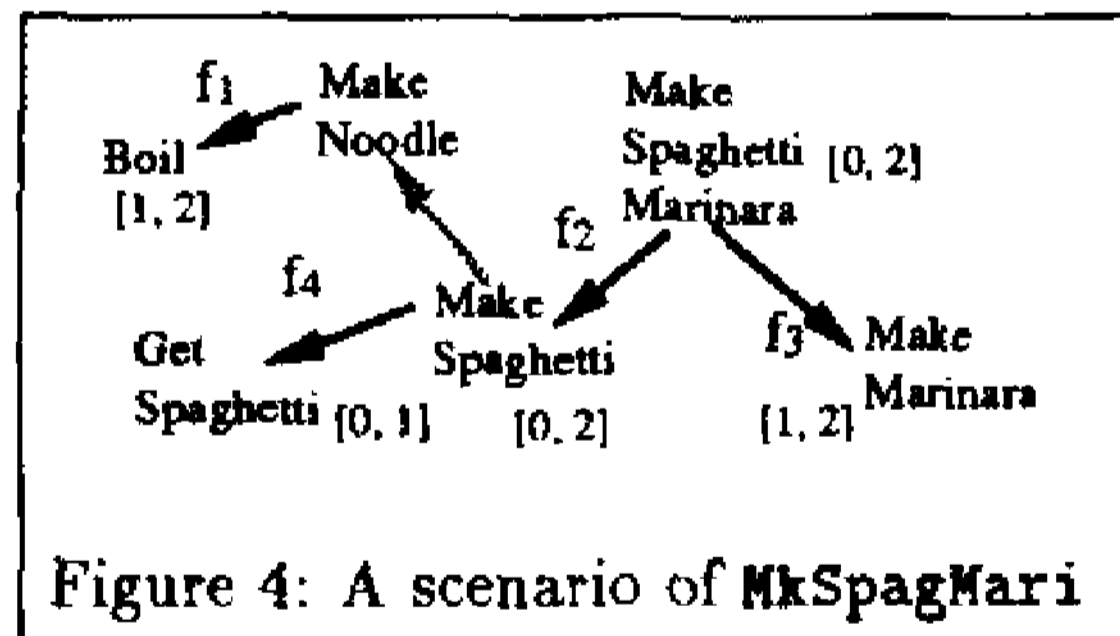 f1
Make
Noodle
Boil
[1, 2]
Make
Spaghetti [0, 2]
Marinara
f2
f4
Make
Spaghetti
[0, 2]
Get
Spaghetti [0, 1]
f3
Make
Marinara
[1, 2]
Figure 4: A scenario of MkSpagMari